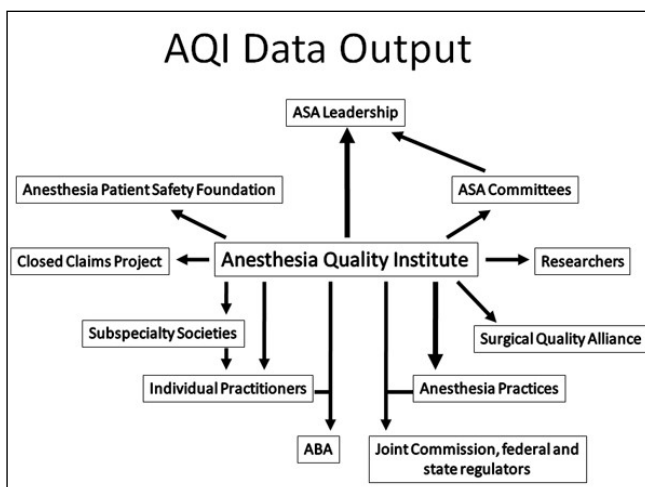 AQI Data Output
ASA Leadership
Anesthesia Patient Safety Foundation
ASA Committees
Closed Claims Project
Anesthesia Quality Institute
Researchers
Subspecialty Societies
Surgical Quality Alliance
Individual Practitioners
Anesthesia Practices
ABA
Joint Commission, federal and
state regulators